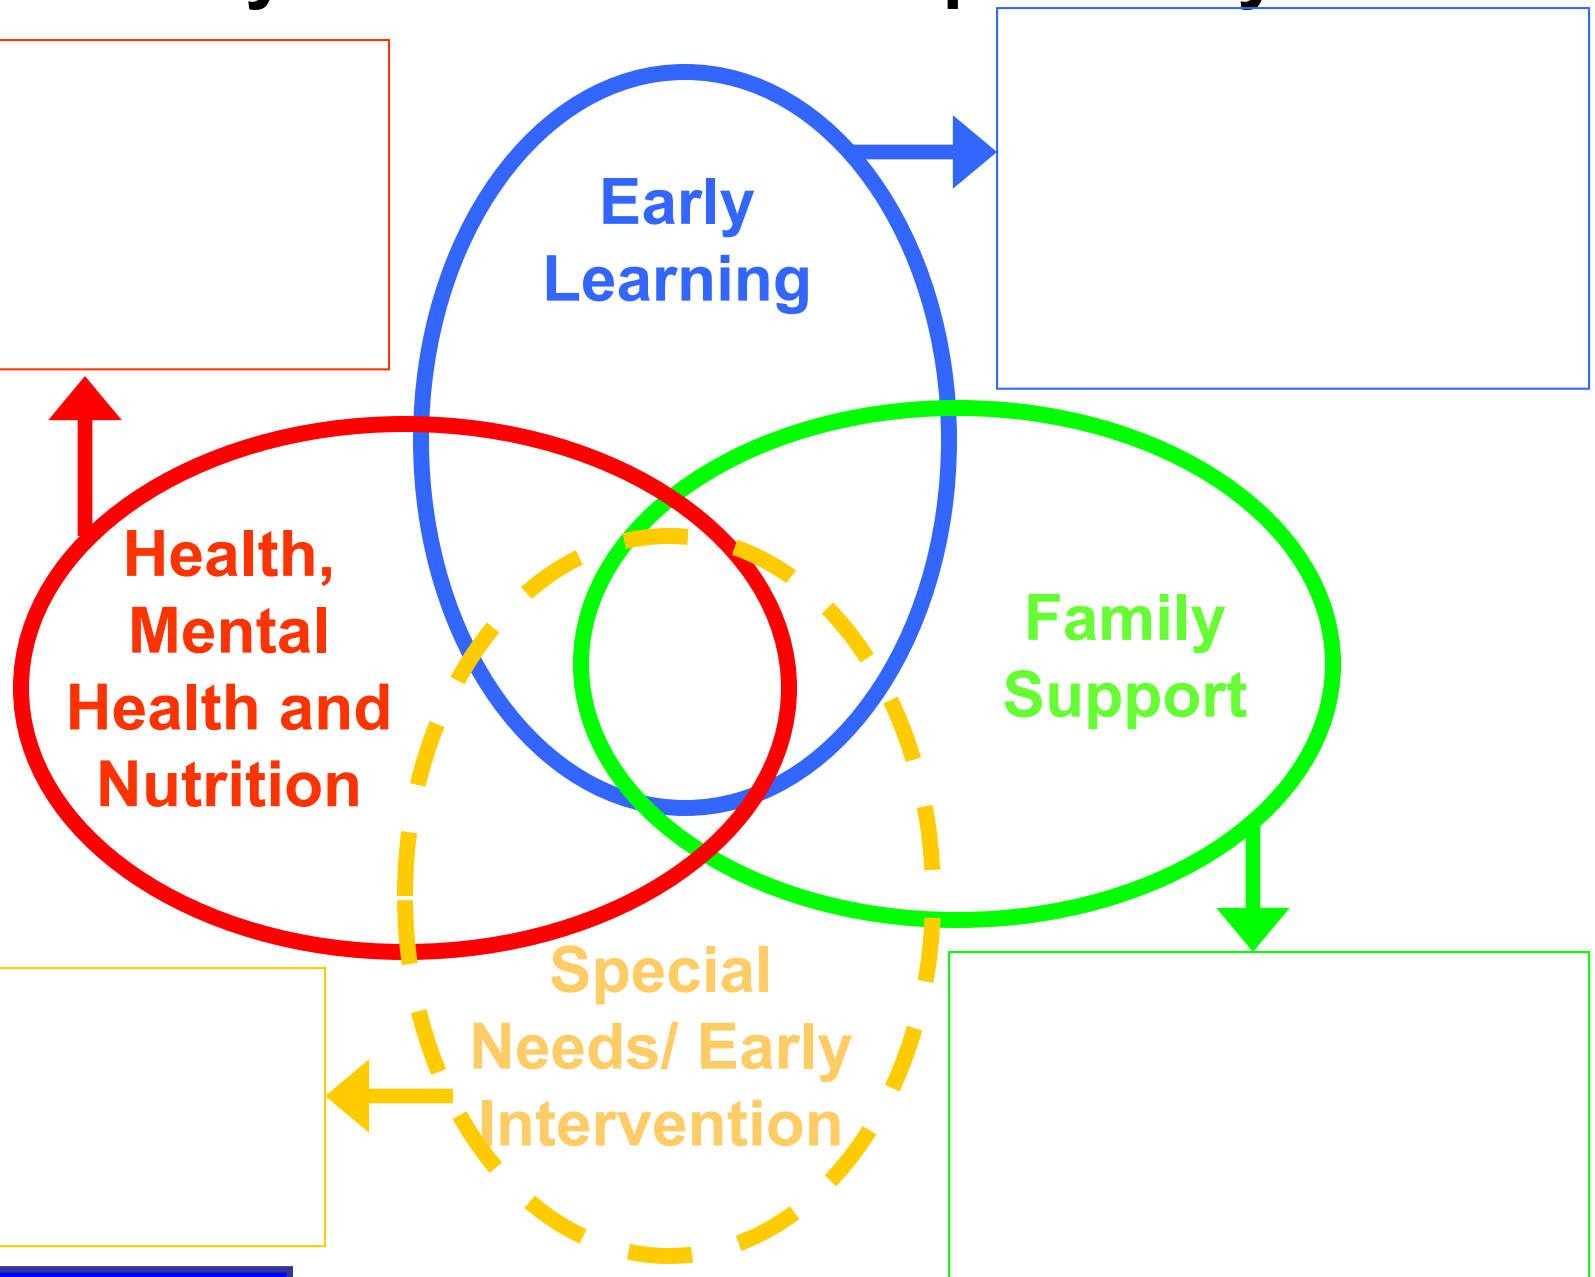 Early
Learning
Health,
Mental
Health and
Nutrition
Family
Support
Special
Needs/ Early
Intervention